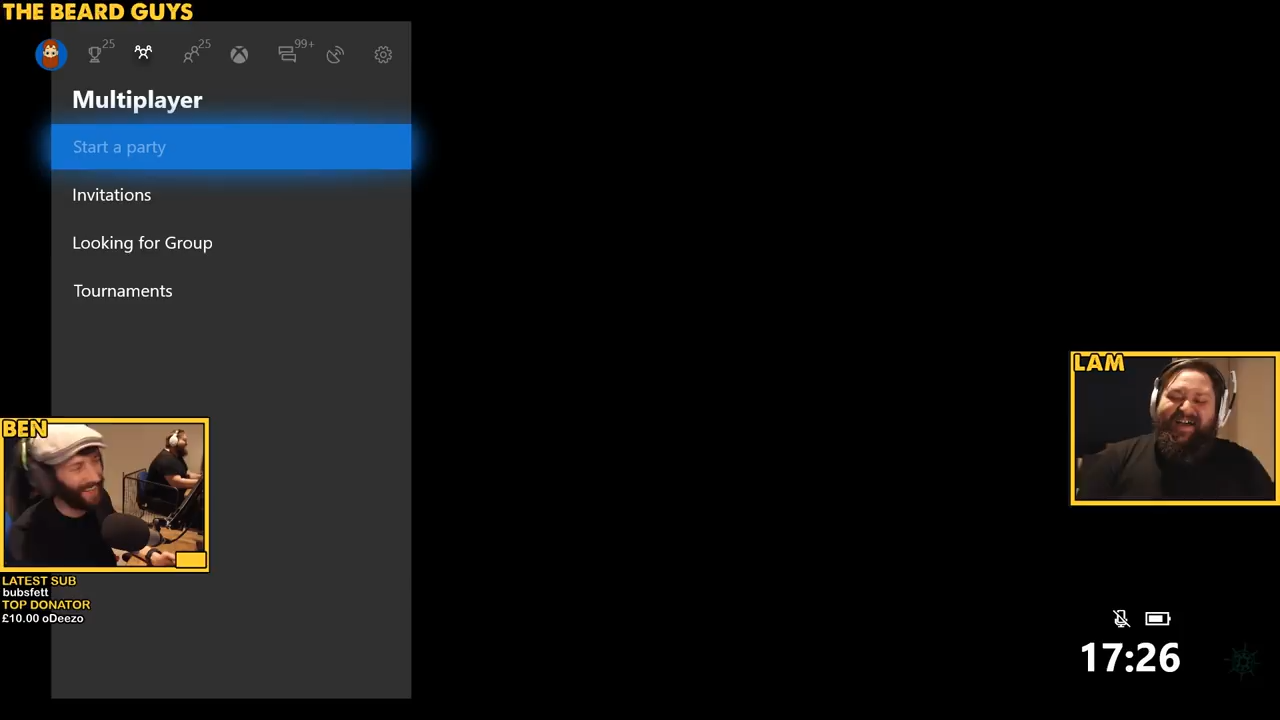 THE BEARD GUYS
25
25
99+
Multiplayer
Start a party
Invitations
Looking for Group
Tournaments
LAM
BEN
LATEST SUB
bubsfett
TOP DONATOR
£10.00 oDeezo
17:26